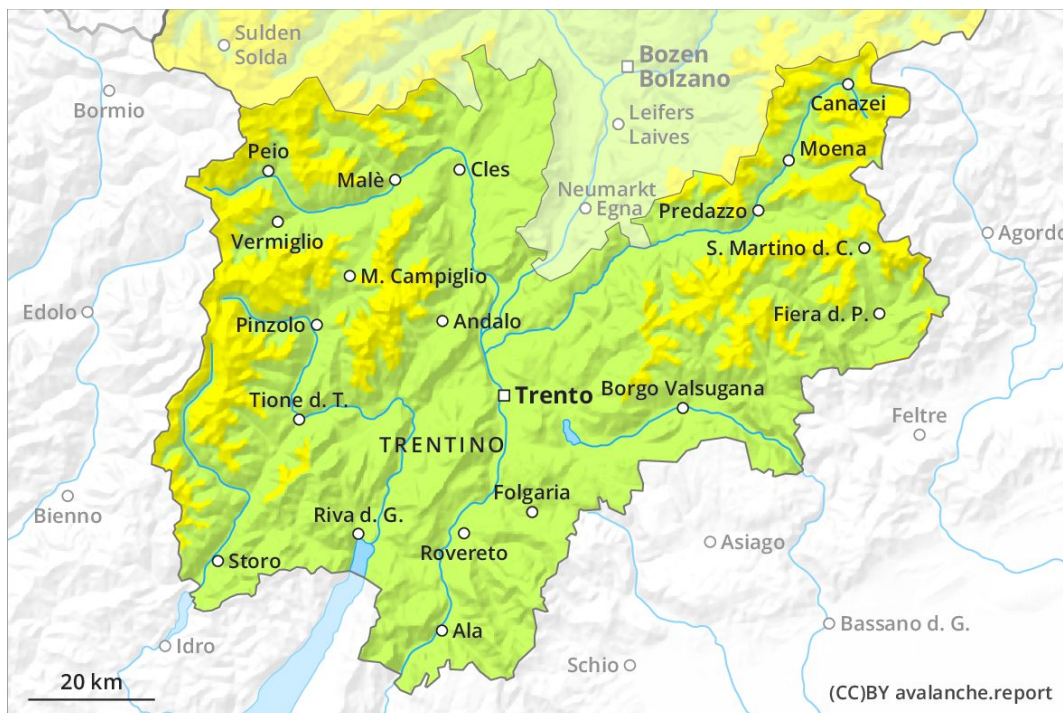 Sulden
Solda
Bozen
Bolzano
Bormio
Leifers
Laives
Canazei
Moena
Peio
Malè
Cles
Neumarkt
Egna
Predazzo
Vermiglio
S. Martino d. C.
Agordo
M. Campiglio
Edolo
Pinzolo
Andalo
Fiera d. P.
Trento
Borgo Valsugana
Tione d. T.
Feltre
TRENTINO
Bienno
Folgaria
Riva d. G.
Asiago
Storo
Rovereto
Idro
Ala
Bassano d. G.
Schio
20 km
(CC)BY avalanche.report